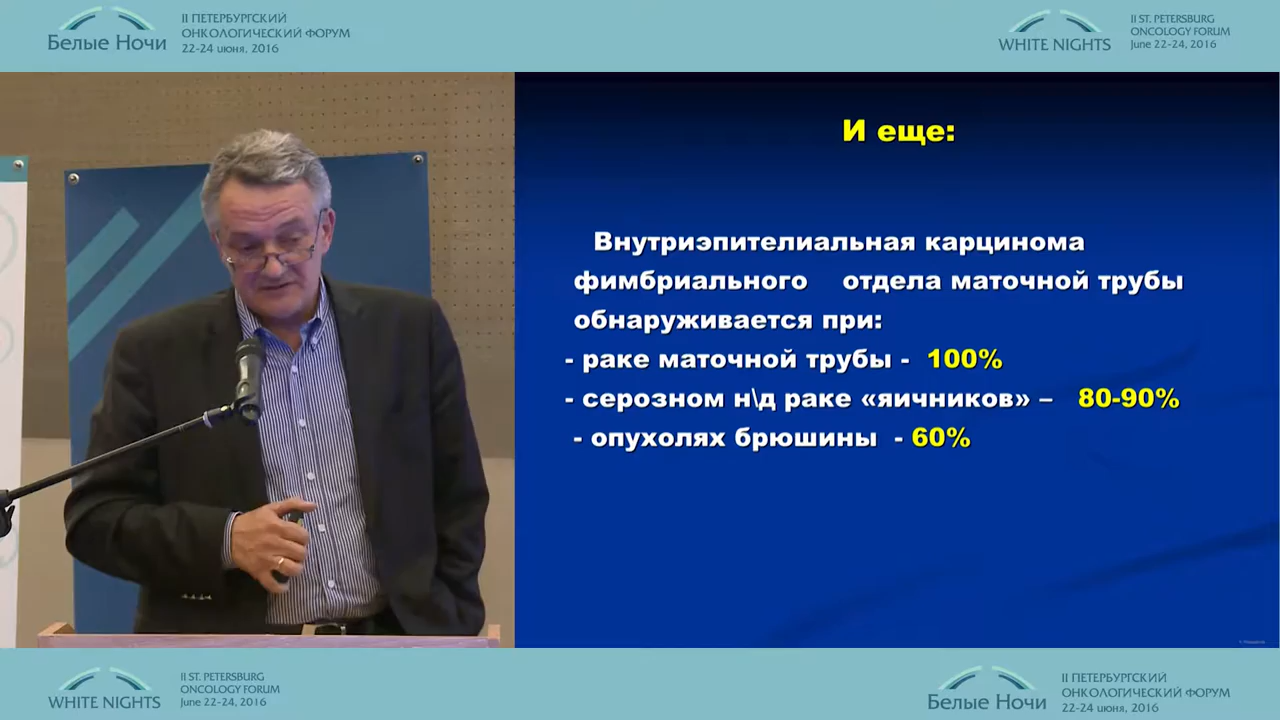 Белые Ночи
II ПЕТЕРБУРГСКИЙ
ОНКОЛОГИЧЕСКИЙ ФОРУМ
22-24 июня, 2016
WHITE NIGHTS
II ST. PETERSBURG
ONCOLOGY FORUM
June 22-24, 2016
И еще:
Внутриэпителиальная карцинома
фимбриального отдела маточной трубы
обнаруживается при:
- раке маточной трубы - 100%
- серозном н\д раке «яичников» – 80-90%
- опухолях брюшины - 60%
WHITE NIGHTS
II ST. PETERSBURG
ONCOLOGY FORUM
June 22-24, 2016
Белые Ночи
II ПЕТЕРБУРГСКИЙ
ОНКОЛОГИЧЕСКИЙ ФОРУМ
22-24 июня, 2016